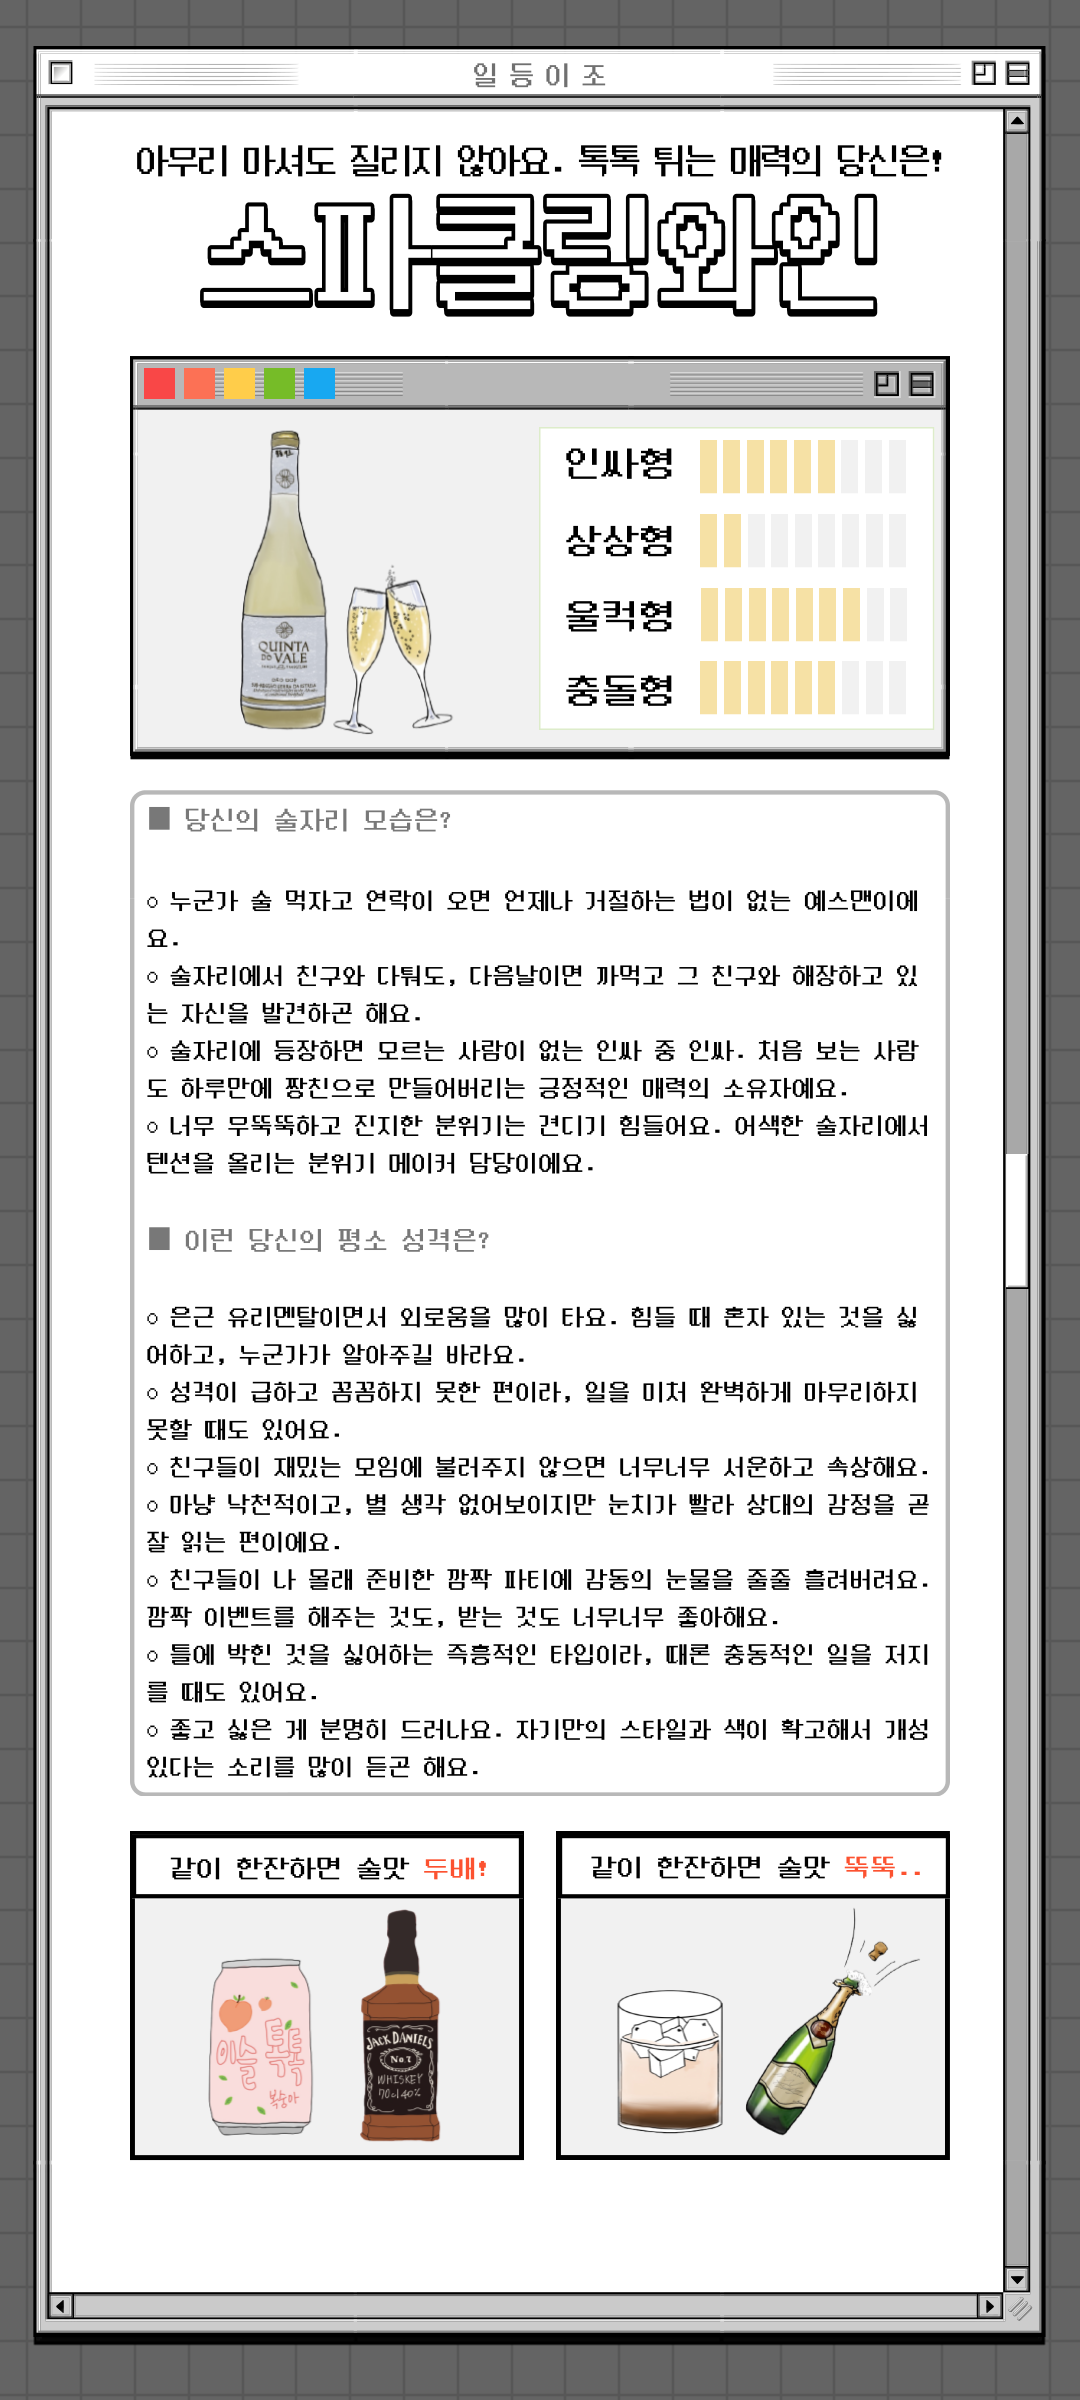 일등이조
아무리 마셔도 질리지 않아요. 톡톡 튀는 매력의 당신은!
스파클링와인
인싸형
상상형
울컥형
충돌형
QUINTA
DO VALE
■ 당신의 술자리 모습은?
○ 누군가 술 먹자고 연락이 오면 언제나 거절하는 법이 없는 예스맨이에
요.
○ 술자리에서 친구와 다퉈도, 다음날이면 까먹고 그 친구와 해장하고 있
는 자신을 발견하곤 해요.
○ 술자리에 등장하면 모르는 사람이 없는 인싸 중 인싸. 처음 보는 사람
도 하루만에 짱친으로 만들어버리는 긍정적인 매력의 소유자예요.
○ 너무 무뚝뚝하고 진지한 분위기는 견디기 힘들어요. 어색한 술자리에서
텐션을 올리는 분위기 메이커 담당이에요.
■ 이런 당신의 평소 성격은?
○ 은근 유리멘탈이면서 외로움을 많이 타요. 힘들 때 혼자 있는 것을 싫
어하고, 누군가가 알아주길 바라요.
○ 성격이 급하고 꼼꼼하지 못한 편이라, 일을 미처 완벽하게 마무리하지
못할 때도 있어요.
○ 친구들이 재밌는 모임에 불러주지 않으면 너무너무 서운하고 속상해요.
○ 마냥 낙천적이고, 별 생각 없어보이지만 눈치가 빨라 상대의 감정을 곧
잘 읽는 편이에요.
○ 친구들이 나 몰래 준비한 깜짝 파티에 감동의 눈물을 줄줄 흘려버려요.
깜짝 이벤트를 해주는 것도, 받는 것도 너무너무 좋아해요.
○ 틀에 박힌 것을 싫어하는 즉흥적인 타입이라, 때론 충동적인 일을 저지
를 때도 있어요.
○ 좋고 싫은 게 분명히 드러나요. 자기만의 스타일과 색이 확고해서 개성
있다는 소리를 많이 듣곤 해요.
같이 한잔하면 술맛 두배!
같이 한잔하면 술맛 뚝뚝..
이슬 톡톡
복숭아
JACK DANIEL'S
No.7
WHISKEY
70cl 40%